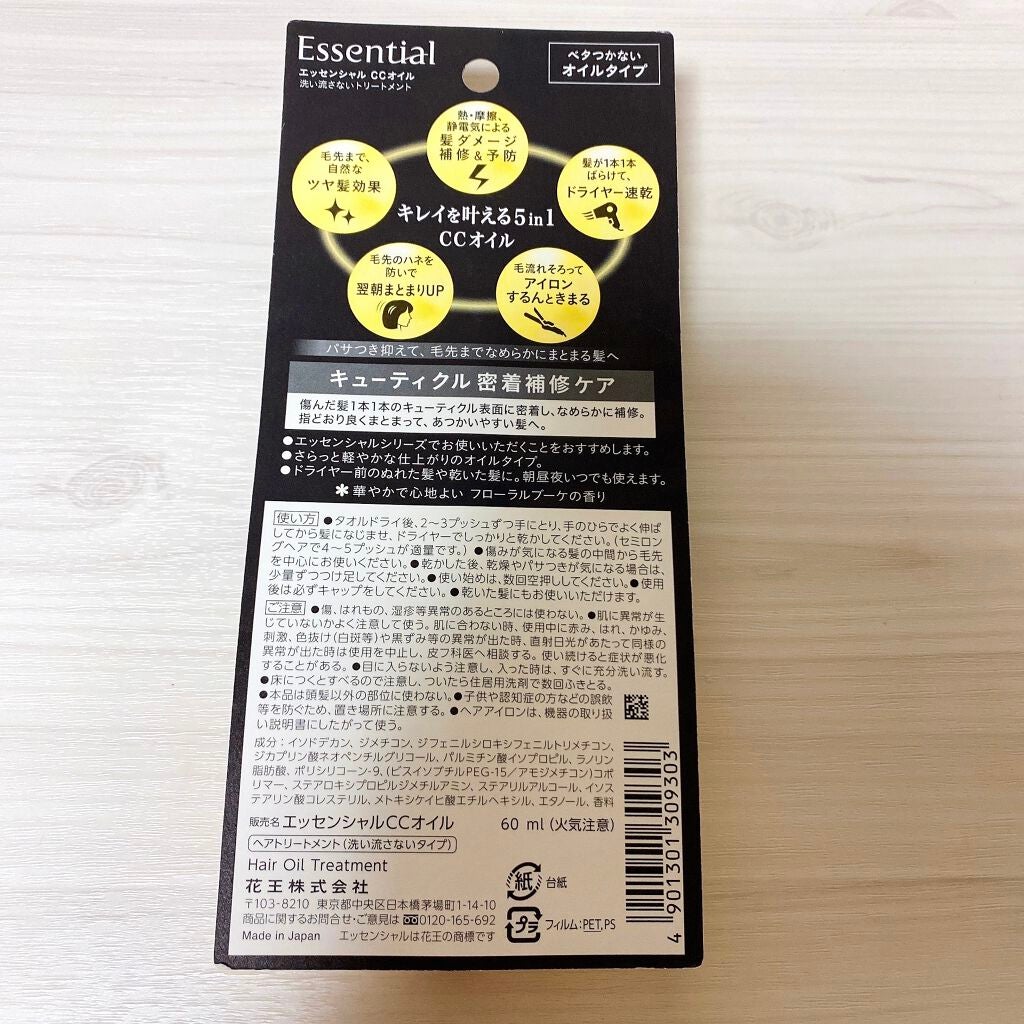 Essential
エッセンシャル CCオイル
洗い流さないトリートメント
ベタつかない
オイルタイプ
熱・摩擦、
静電気による
髪ダメージ
補修&予防
毛先まで、
自然な
ツヤ髪効果
髪が1本1本
ばらけて、
ドライヤー速乾
キレイを叶える5in1
CCオイル
毛先のハネを
防いで
翌朝まとまりUP
毛流れそろって
アイロン
するんときまる
パサつき抑えて、毛先までなめらかにまとまる髪へ
キューティクル 密着補修ケア
傷んだ髪1本1本のキューティクル表面に密着し、なめらかに補修。
指どおり良くまとまって、あつかいやすい髪へ。
●エッセンシャルシリーズでお使いいただくことをおすすめします。
●さらっと軽やかな仕上がりのオイルタイプ。
●ドライヤー前のぬれた髪や乾いた髪に。朝昼夜いつでも使えます。
✽華やかで心地よい フローラルブーケの香り
使い方 ●タオルドライ後、2～3プッシュずつ手にとり、手のひらでよく伸ば
してから髪になじませ、ドライヤーでしっかりと乾かしてください。(セミロン
グヘアで4～5プッシュが適量です。) ●傷みが気になる髪の中間から毛先
を中心にお使いください。●乾かした後、乾燥やパサつきが気になる場合は、
少量ずつつけ足してください。●使い始めは、数回空押ししてください。●使用
後は必ずキャップをしてください。●乾いた髪にもお使いいただけます。
ご注意 ●傷、はれもの、湿疹等異常のあるところには使わない。●肌に異常が生
じていないかよく注意して使う。肌に合わない時、使用中に赤み、はれ、かゆみ、
刺激、色抜け(白斑等)や黒ずみ等の異常が出た時、直射日光があたって同様の
異常が出た時は使用を中止し、皮フ科医へ相談する。使い続けると症状が悪化
することがある。●目に入らないよう注意し、入った時は、すぐに充分洗い流す。
●床につくとすべるので注意し、ついたら住居用洗剤で数回ふきとる。
●本品は頭髪以外の部位に使わない。●子供や認知症の方などの誤飲
等を防ぐため、置き場所に注意する。●ヘアアイロンは、機器の取り扱
い説明書にしたがって使う。
成分：イソドデカン、ジメチコン、ジフェニルシロキシフェニルトリメチコン、
ジカプリン酸ネオペンチルグリコール、パルミチン酸イソプロピル、ラノリン
脂肪酸、ポリシリコーン-9、(ビスイソブチルPEG-15／アモジメチコン)コポ
リマー、ステアロキシプロピルジメチルアミン、ステアリルアルコール、イソス
テアリン酸コレステリル、メトキシケイヒ酸エチルヘキシル、エタノール、香料
販売名 エッセンシャルCCオイル 60 ml (火気注意)
ヘアトリートメント (洗い流さないタイプ)
Hair Oil Treatment
花王株式会社
〒103-8210 東京都中央区日本橋茅場町1-14-10
商品に関するお問合せ・ご意見は 0120-165-692
Made in Japan エッセンシャルは花王の商標です
紙 台紙
プラ フィルム:PET,PS
4 901301 309303